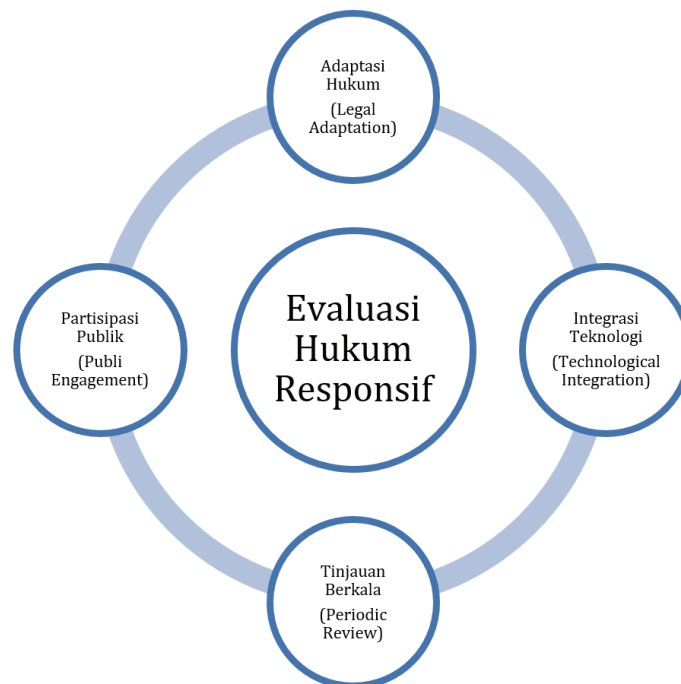 Adaptasi
Hukum
(Legal
Adaptation)
Partisipasi
Publik
(Publi
Engagement)
Evaluasi
Hukum
Responsif
Integrasi
Teknologi
(Technological
Integration)
Tinjauan
Berkala
(Periodic
Review)